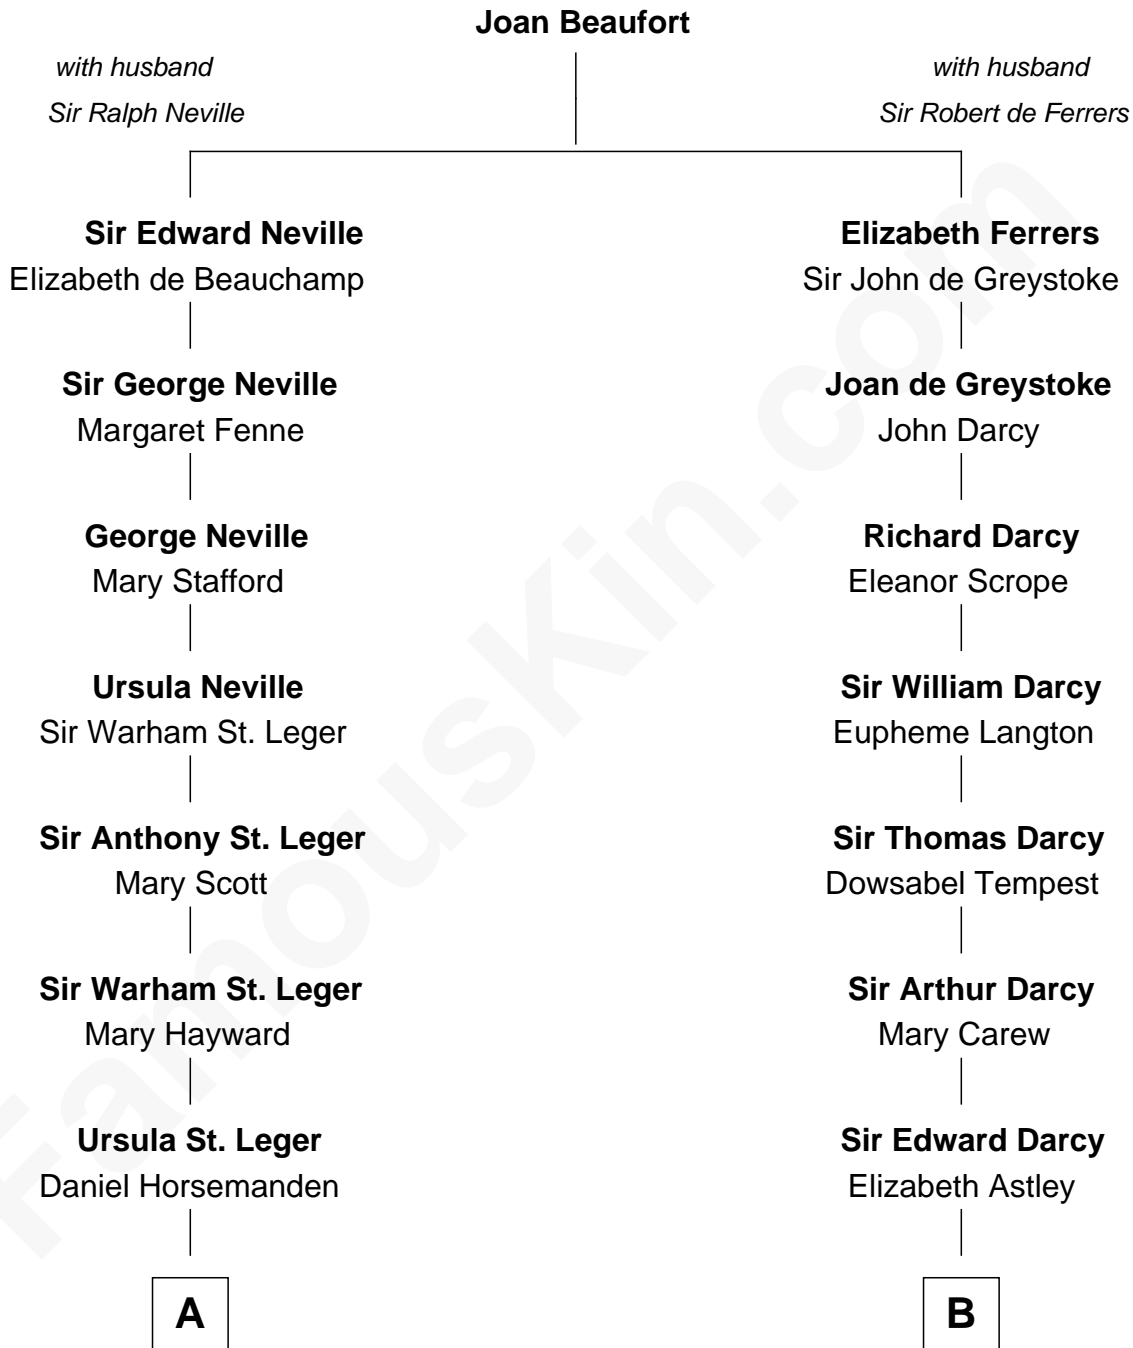 Joan Beaufort
with husband
Sir Ralph Neville
with husband
Sir Robert de Ferrers
Sir Edward Neville
Elizabeth de Beauchamp
Elizabeth Ferrers
Sir John de Greystoke
Sir George Neville
Margaret Fenne
Joan de Greystoke
John Darcy
George Neville
Mary Stafford
Richard Darcy
Eleanor Scrope
Ursula Neville
Sir Warham St. Leger
Sir William Darcy
Eupheme Langton
Sir Anthony St. Leger
Mary Scott
Sir Thomas Darcy
Dowsabel Tempest
Sir Warham St. Leger
Mary Hayward
Sir Arthur Darcy
Mary Carew
Ursula St. Leger
Daniel Horsemanden
Sir Edward Darcy
Elizabeth Astley
A
B
FamousKin.com